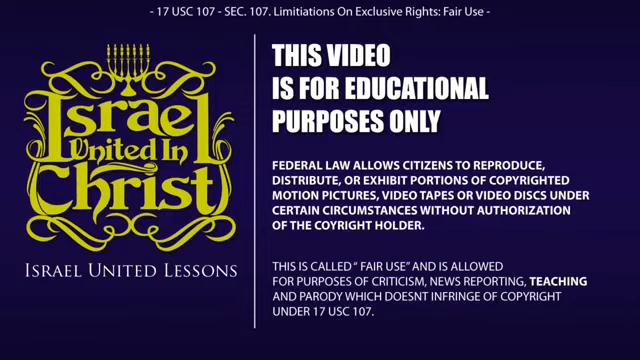 - 17 USC 107 - SEC. 107. Limitiations On Exclusive Rights: Fair Use -
Israel
United In
Christ
ISRAEL UNITED LESSONS
THIS VIDEO
IS FOR EDUCATIONAL
PURPOSES ONLY
FEDERAL LAW ALLOWS CITIZENS TO REPRODUCE,
DISTRIBUTE, OR EXHIBIT PORTIONS OF COPYRIGHTED
MOTION PICTURES, VIDEO TAPES OR VIDEO DISCS UNDER
CERTAIN CIRCUMSTANCES WITHOUT AUTHORIZATION
OF THE COYRIGHT HOLDER.
THIS IS CALLED “ FAIR USE” AND IS ALLOWED
FOR PURPOSES OF CRITICISM, NEWS REPORTING, TEACHING
AND PARODY WHICH DOESNT INFRINGE OF COPYRIGHT
UNDER 17 USC 107.